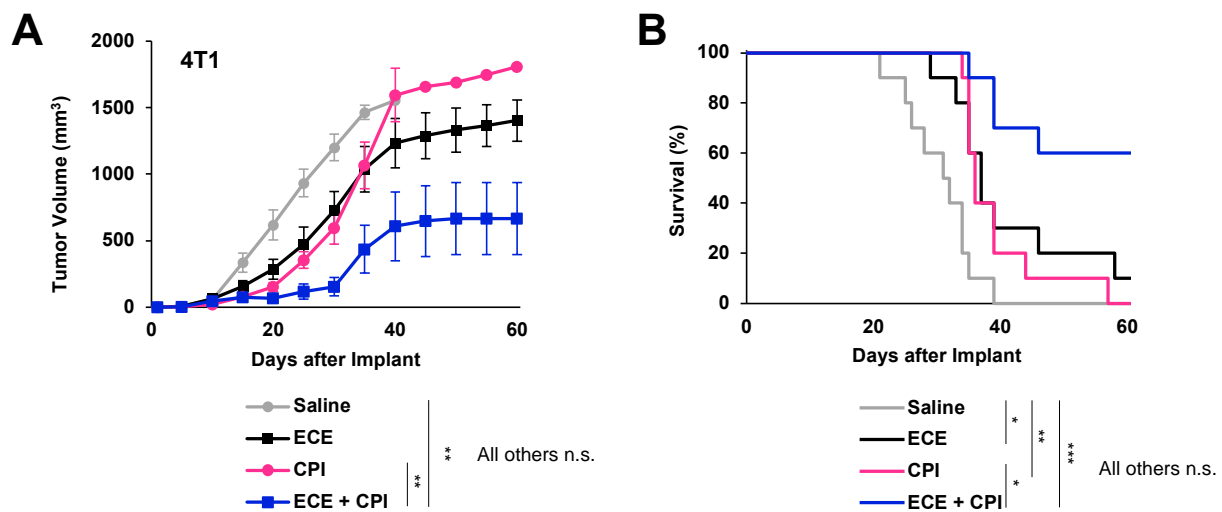 A
4T1
Tumor Volume (mm³)
2000
1500
1000
500
0
0 20 40 60
Days after Implant
Saline
ECE
CPI
ECE + CPI
**
**
All others n.s.
B
Survival (%)
100
80
60
40
20
0
0 20 40 60
Days after Implant
Saline
ECE
CPI
ECE + CPI
*
*
**
***
All others n.s.